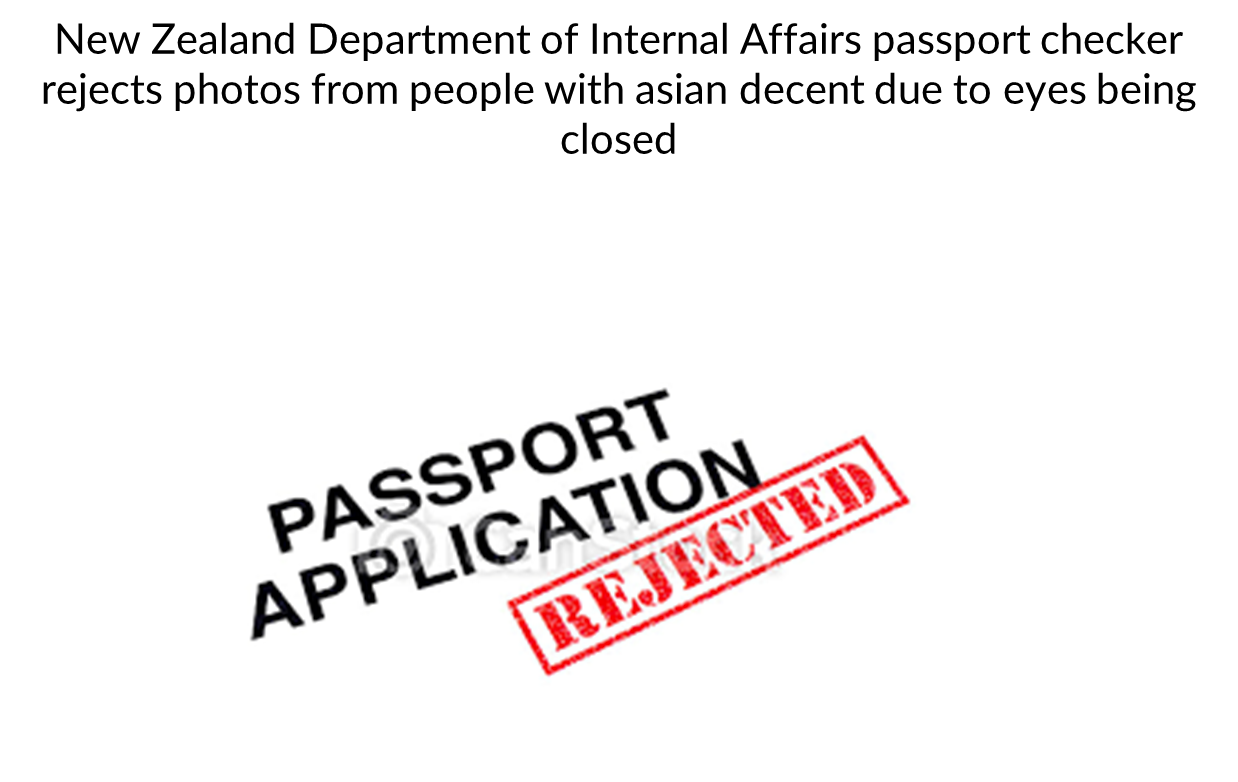 New Zealand Department of Internal Affairs passport checker
rejects photos from people with asian decent due to eyes being
closed
PASSPORT
APPLICATION
REJECTED